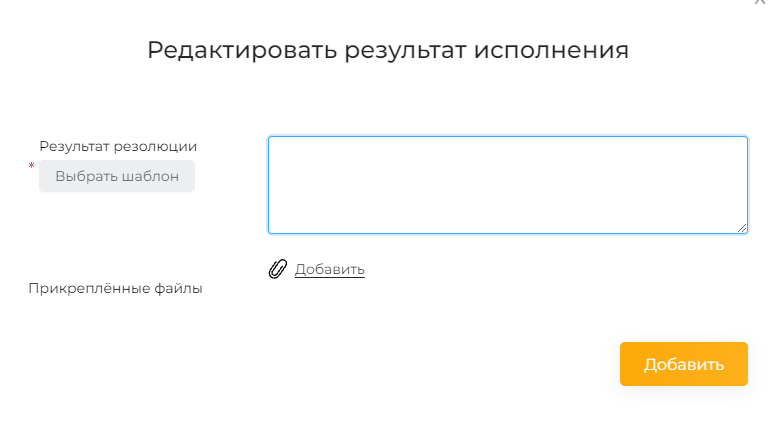 Редактировать результат исполнения
Результат резолюции
*
Выбрать шаблон
Добавить
Прикреплённые файлы
Добавить